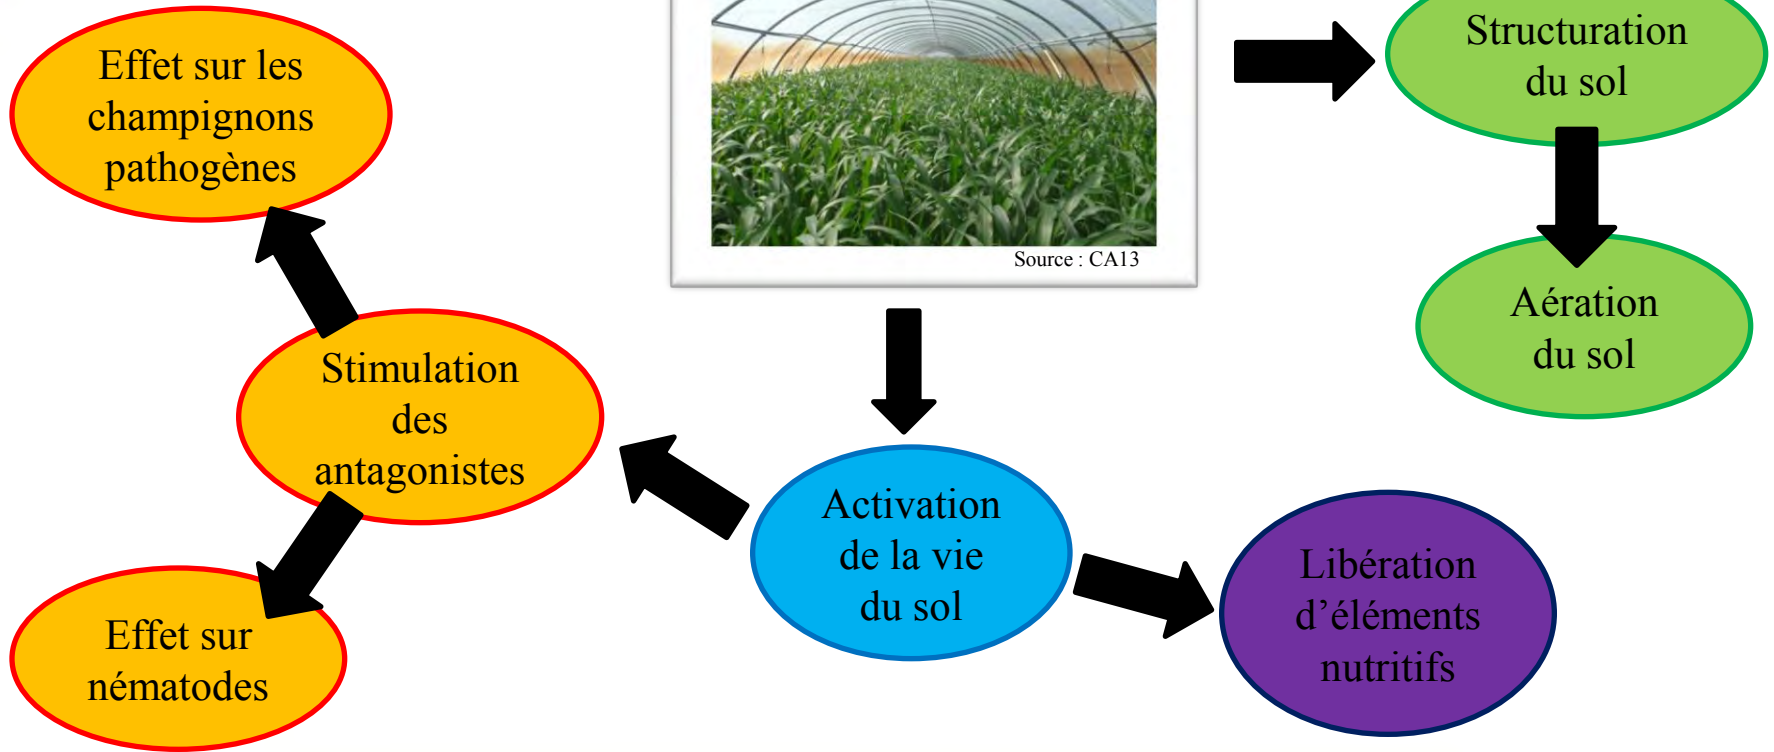 Effet sur les
champignons
pathogènes
Source : CA13
Structuration
du sol
Aération
du sol
Stimulation
des
antagonistes
Activation
de la vie
du sol
Libération
d’éléments
nutritifs
Effet sur
nématodes